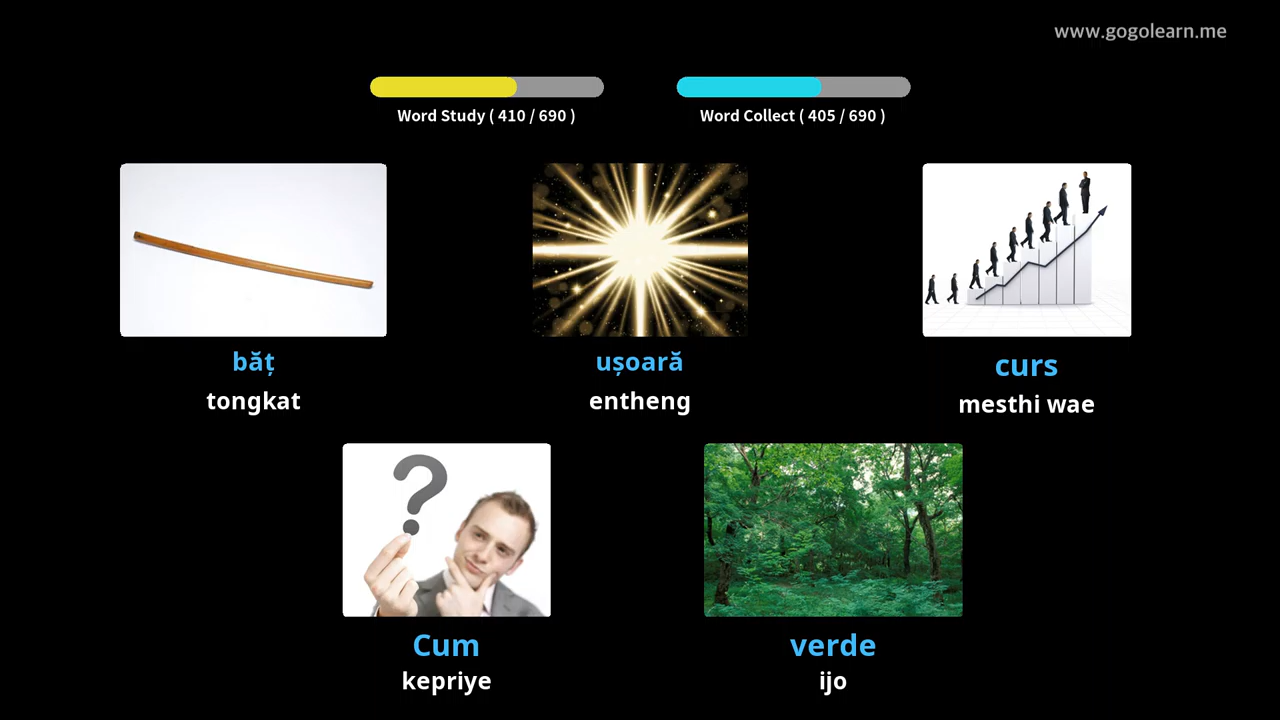 www.gogolearn.me
Word Study ( 410 / 690 )
Word Collect ( 405 / 690 )
băț
tongkat
ușoară
entheng
curs
mesthi wae
Cum
kepriye
verde
ijo